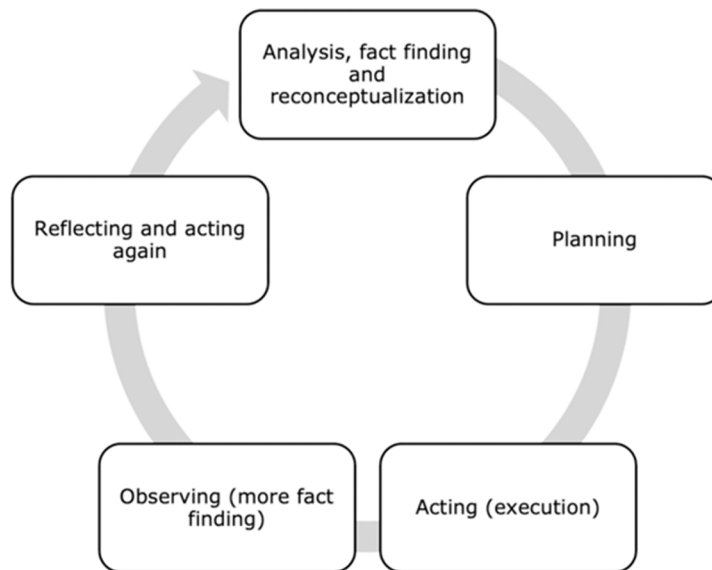 Analysis, fact finding
and
reconceptualization
Planning
Acting (execution)
Observing (more fact
finding)
Reflecting and acting
again